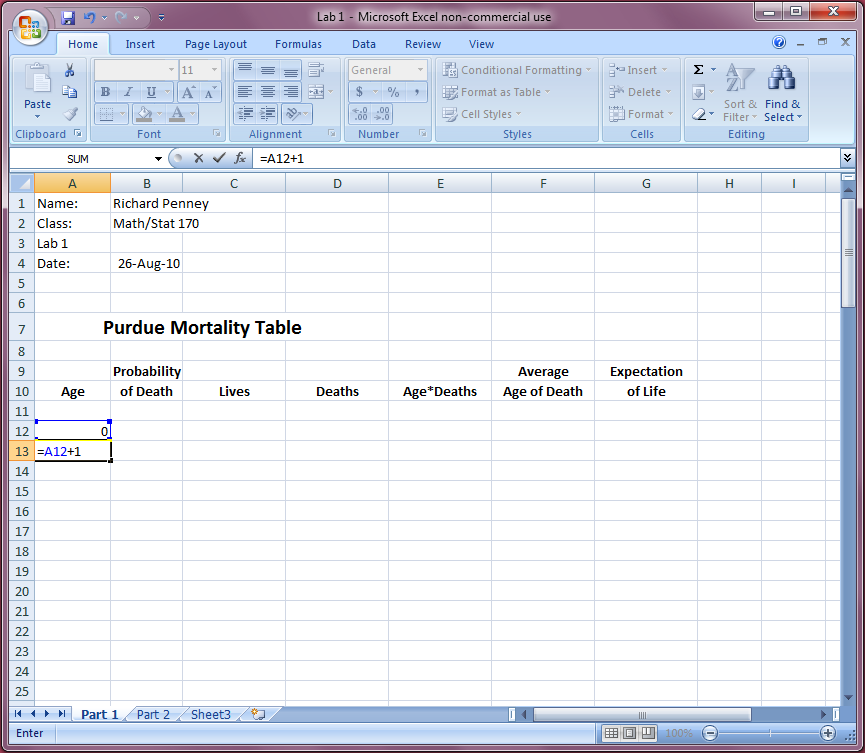 Lab 1 - Microsoft Excel non-commercial use
Home Insert Page Layout Formulas Data Review View
Paste
Clipboard
11
B I U A A
A
Font
Alignment
General
$ % ,
.0 .00
.00 .0
Number
Conditional Formatting
Format as Table
Cell Styles
Styles
Insert
Delete
Format
Cells
Σ
Sort & Filter
Find & Select
Editing
SUM fx =A12+1
A B C D E F G H I
1 Name: Richard Penney
2 Class: Math/Stat 170
3 Lab 1
4 Date: 26-Aug-10
5
6
7 Purdue Mortality Table
8
9 Probability Average Expectation
10 Age of Death Lives Deaths Age*Deaths Age of Death of Life
11
12 0
13 =A12+1
14
15
16
17
18
19
20
21
22
23
24
25
Part 1 Part 2 Sheet3
Enter 100%